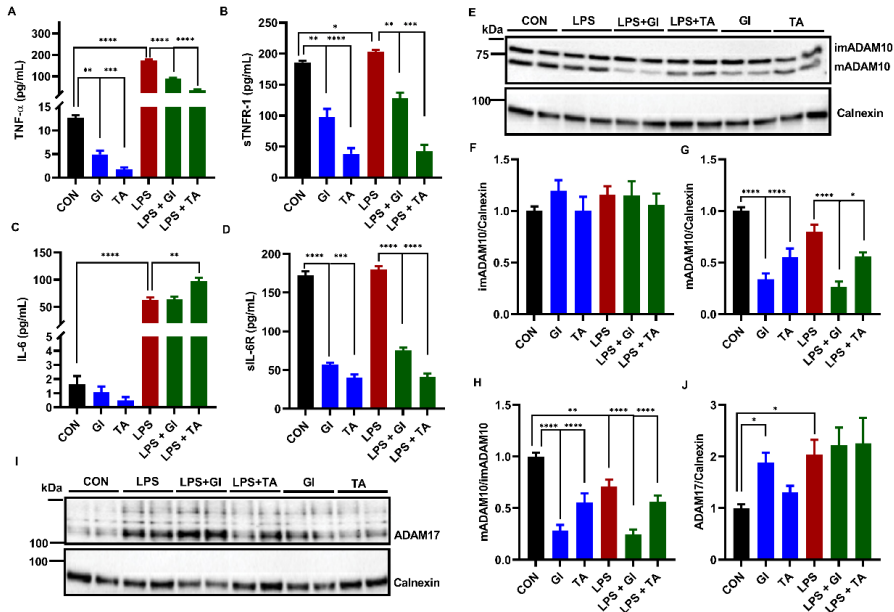 A
TNF-α (pg/mL)
300
200
100
15
10
5
0
**** **** ****
** ***
CON GI TA LPS LPS + GI LPS + TA
B
sTNFR-1 (pg/mL)
250
200
150
100
50
0
* ** ***
** ****
CON GI TA LPS LPS + GI LPS + TA
C
IL-6 (pg/mL)
150
100
50
6
5
4
3
2
1
0
**** **
CON GI TA LPS LPS + GI LPS + TA
D
sIL-6R (pg/mL)
200
150
100
50
0
**** *** **** ****
CON GI TA LPS LPS + GI LPS + TA
E
CON LPS LPS+GI LPS+TA GI TA
kDa
75
imADAM10
mADAM10
100
Calnexin
F
imADAM10/Calnexin
1.5
1.0
0.5
0.0
CON GI TA LPS LPS + GI LPS + TA
G
mADAM10/Calnexin
1.5
1.0
0.5
0.0
**** **** **** *
CON GI TA LPS LPS + GI LPS + TA
H
mADAM10/imADAM10
1.5
1.0
0.5
0.0
** **** ****
**** ****
CON GI TA LPS LPS + GI LPS + TA
J
ADAM17/Calnexin
3
2
1
0
* *
CON GI TA LPS LPS + GI LPS + TA
I
CON LPS LPS+GI LPS+TA GI TA
kDa
ADAM17
100
100
Calnexin